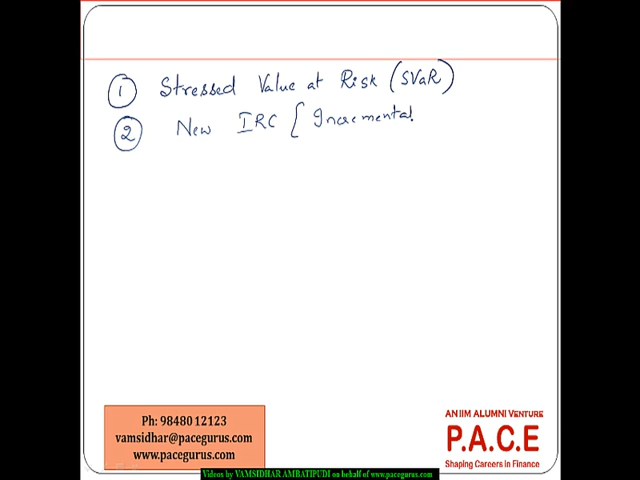 ① Stressed Value at Risk (SVaR)
② New IRC [Incremental
Ph: 98480 12123
vamsidhar@pacegurus.com
www.pacegurus.com
AN IIM ALUMNI VENTURE
P.A.C.E
Shaping Careers in Finance
Videos by VAMSIDHAR AMBATIPUDI on behalf of www.pacegurus.com